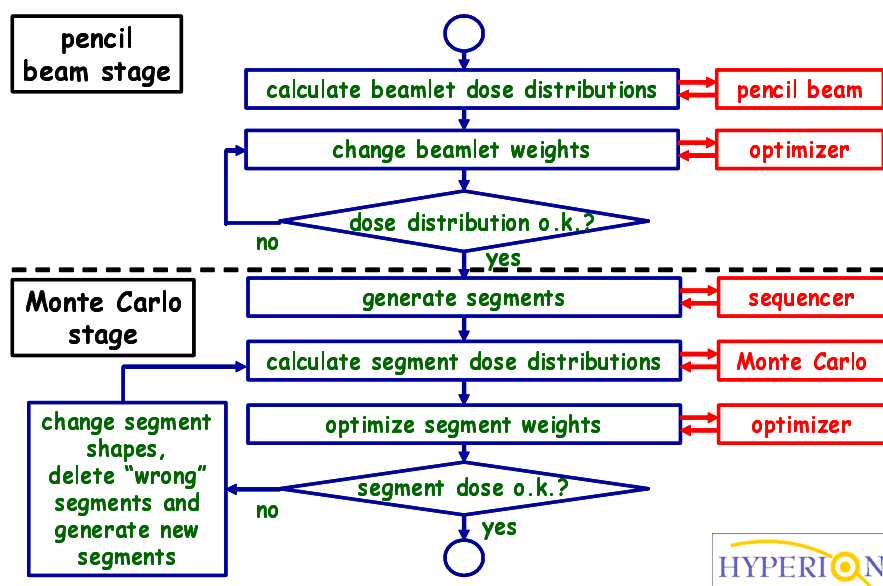 pencil
beam stage
calculate beamlet dose distributions
pencil beam
change beamlet weights
optimizer
dose distribution o.k.?
no
yes
Monte Carlo
stage
generate segments
sequencer
calculate segment dose distributions
Monte Carlo
change segment
shapes,
delete “wrong”
segments and
generate new
segments
optimize segment weights
optimizer
segment dose o.k.?
no
yes
HYPERION